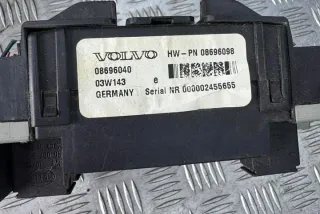 VOLVO HW-PN 08696098
08696040
03W143 e
GERMANY Serial NR 000002455655